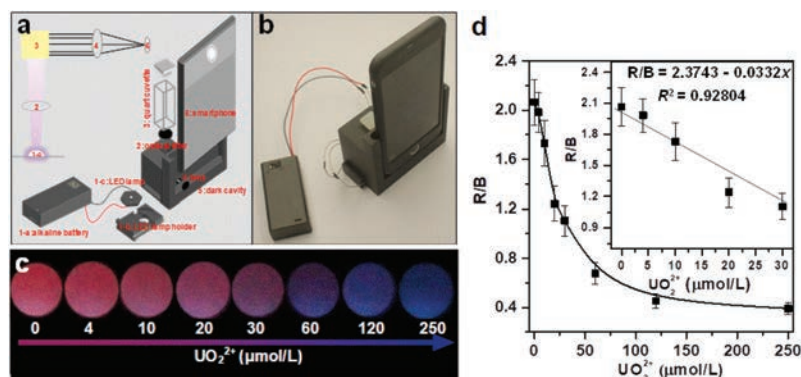 a
3
4
6
2
1-c
3: quartz cuvette
6:smartphone
5: dark cavity
1-c: LED lamp
1-a:alkaline battery
b
c
0 4 10 20 30 60 120 250
UO₂²⁺ (μmol/L)
d
2.4
2.0
1.6
1.2
0.8
0.4
R/B
0 50 100 150 200 250
UO₂²⁺ (μmol/L)
R/B = 2.3743 - 0.0332x
R² = 0.92804
2.4
2.1
1.8
1.5
1.2
0.9
R/B
0 5 10 15 20 25 30
UO₂²⁺ (μmol/L)